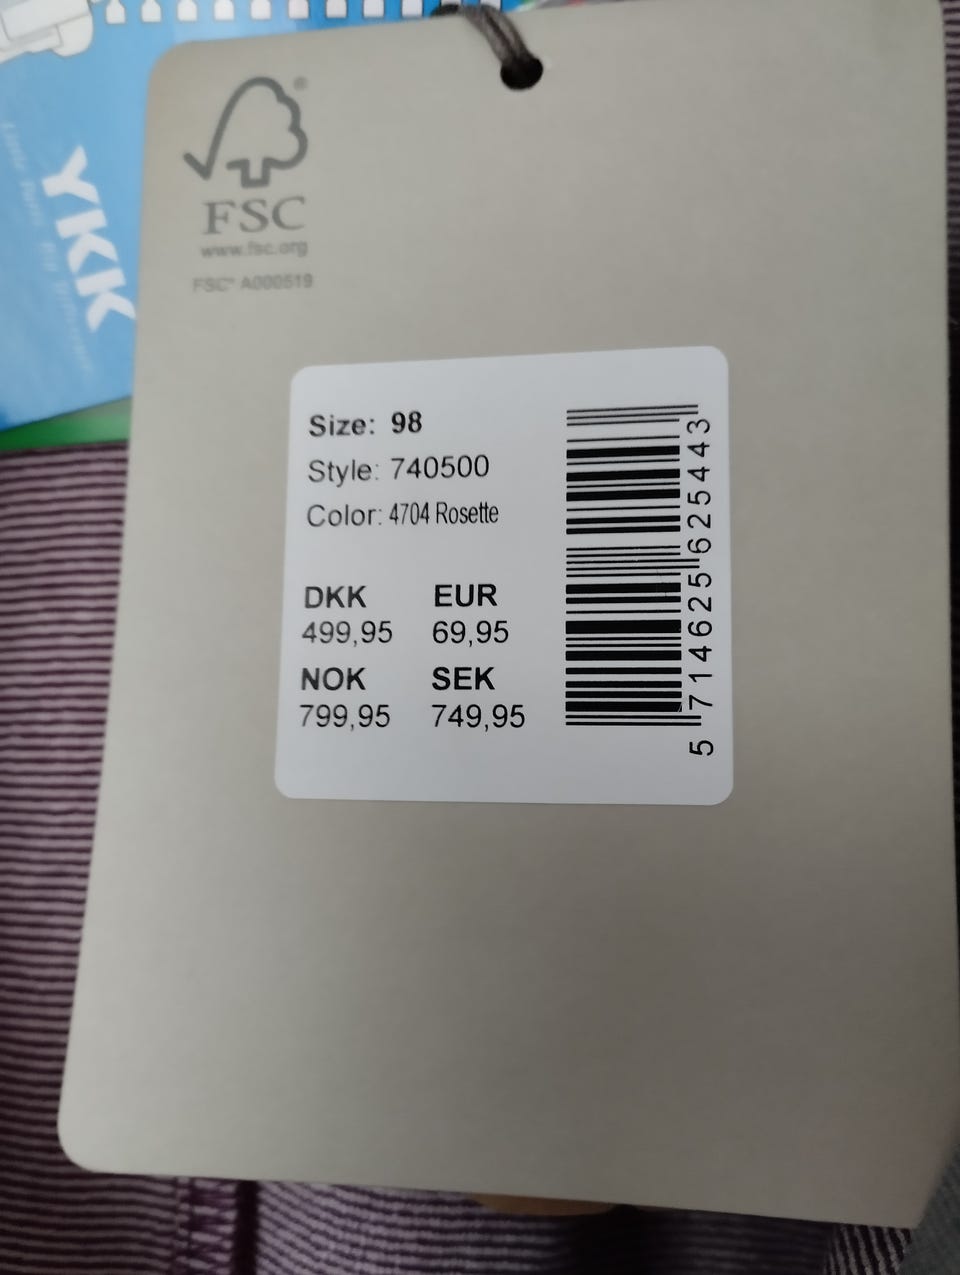 YKK
FSC
www.fsc.org
FSC® A000519
Size: 98
Style: 740500
Color: 4704 Rosette
DKK EUR
499,95 69,95
NOK SEK
799,95 749,95
5 714625 625443